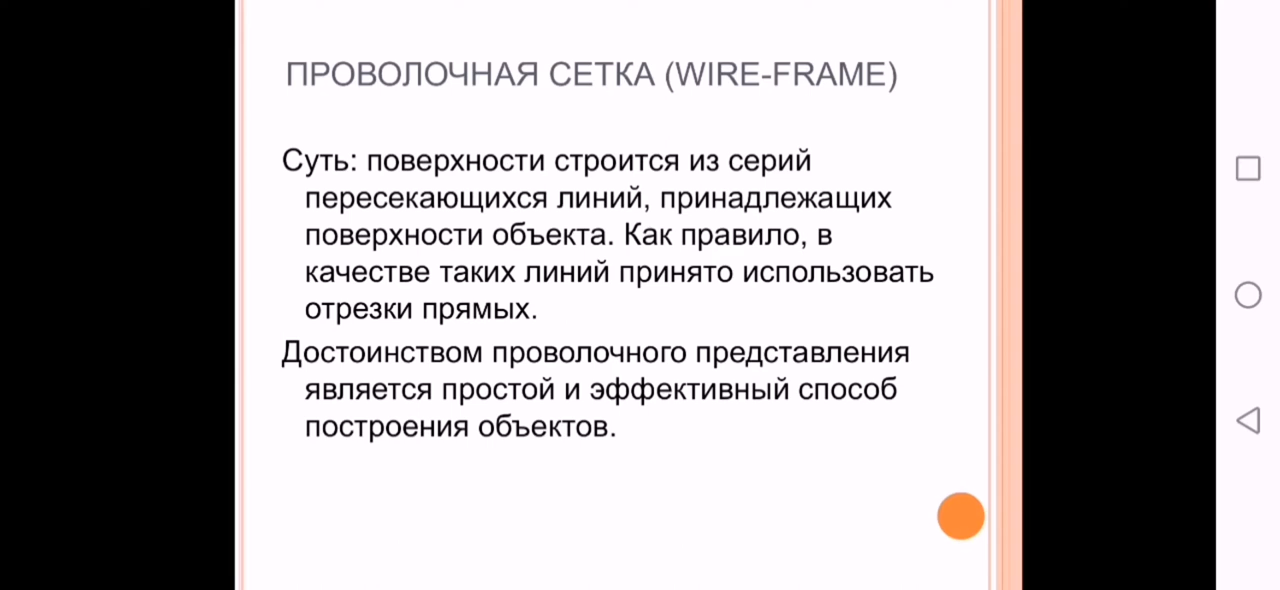 ПРОВОЛОЧНАЯ СЕТКА (WIRE-FRAME)
Суть: поверхности строится из серий
пересекающихся линий, принадлежащих
поверхности объекта. Как правило, в
качестве таких линий принято использовать
отрезки прямых.
Достоинством проволочного представления
является простой и эффективный способ
построения объектов.